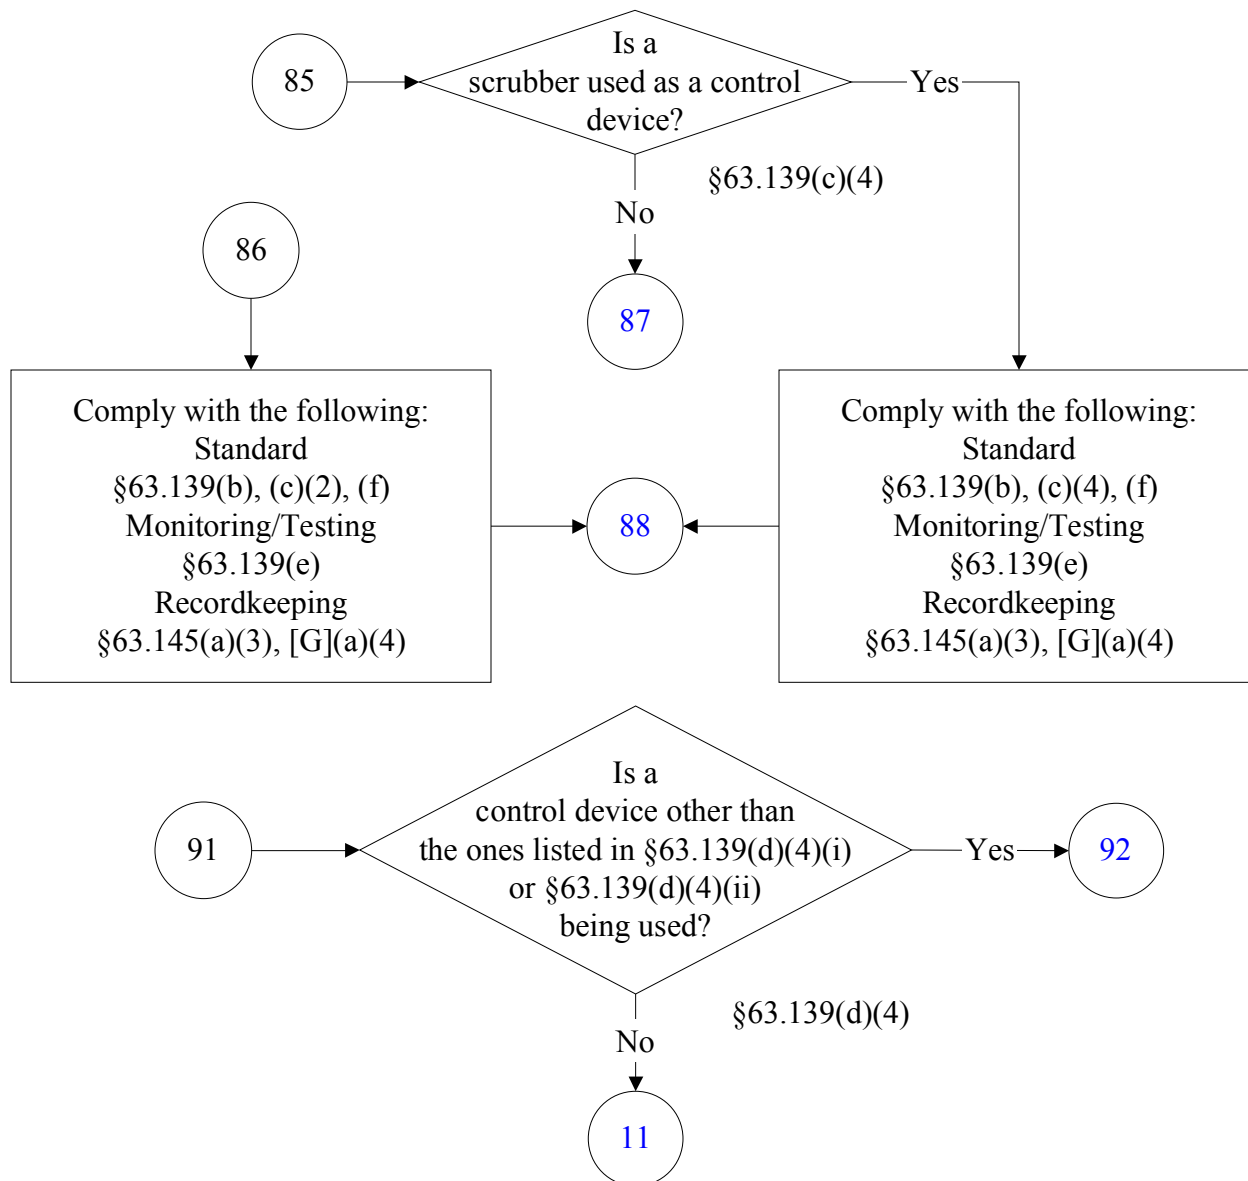 85
Is a
scrubber used as a control
device?
Yes
§63.139(c)(4)
No
86
87
Comply with the following:
Standard
§63.139(b), (c)(2), (f)
Monitoring/Testing
§63.139(e)
Recordkeeping
§63.145(a)(3), [G](a)(4)
88
Comply with the following:
Standard
§63.139(b), (c)(4), (f)
Monitoring/Testing
§63.139(e)
Recordkeeping
§63.145(a)(3), [G](a)(4)
91
Is a
control device other than
the ones listed in §63.139(d)(4)(i)
or §63.139(d)(4)(ii)
being used?
Yes
92
§63.139(d)(4)
No
11